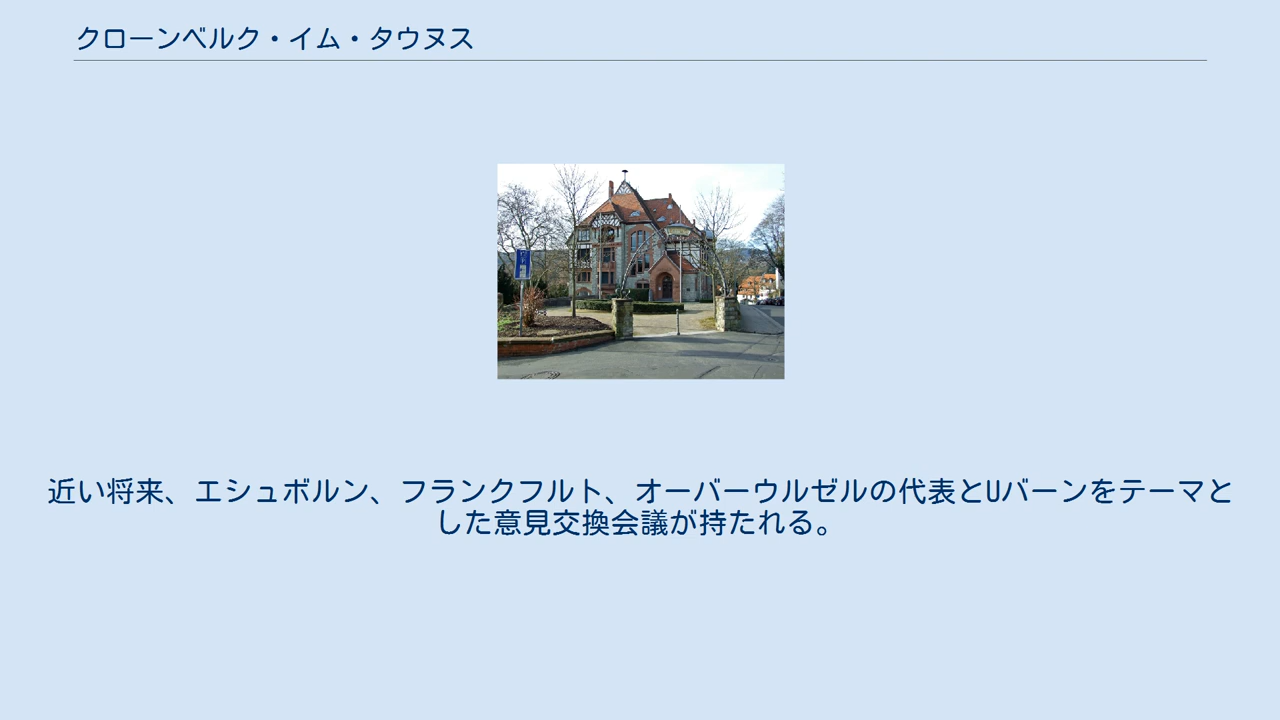 クローンベルク・イム・タウヌス
近い将来、エシュボルン、フランクフルト、オーバーウルゼルの代表とUバーンをテーマと
した意見交換会議が持たれる。